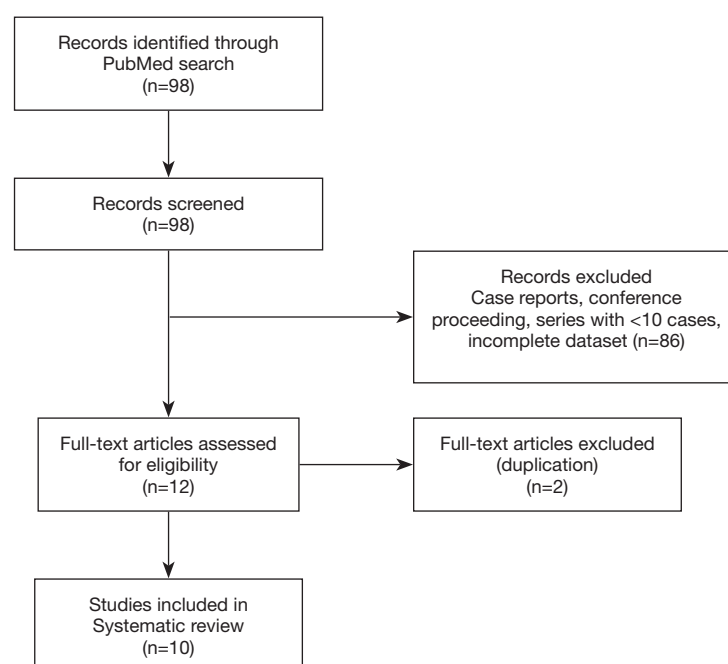 Records identified through
PubMed search
(n=98)
Records screened
(n=98)
Records excluded
Case reports, conference
proceeding, series with <10 cases,
incomplete dataset (n=86)
Full-text articles assessed
for eligibility
(n=12)
Full-text articles excluded
(duplication)
(n=2)
Studies included in
Systematic review
(n=10)